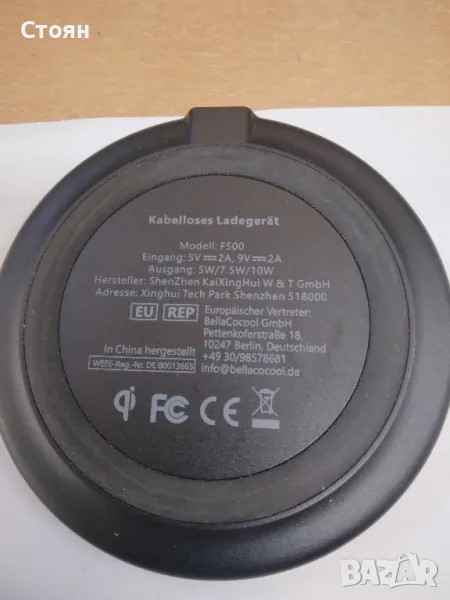 Стоян
Kabelloses Ladegerät
Modell: F500
Eingang: 5V⎓2A, 9V⎓2A
Ausgang: 5W/7.5W/10W
Hersteller: ShenZhen KaiXingHui W & T GmbH
Adresse: Xinghui Tech Park Shenzhen 518000
EU REP
Europäischer Vertreter:
BellaCocool GmbH
Pettenkoferstraße 18,
10247 Berlin, Deutschland
+49 30/98578681
info@bellacocool.de
In China hergestellt
WEEE-Reg.-Nr. DE 80013665
qi FC CE
BAZAR